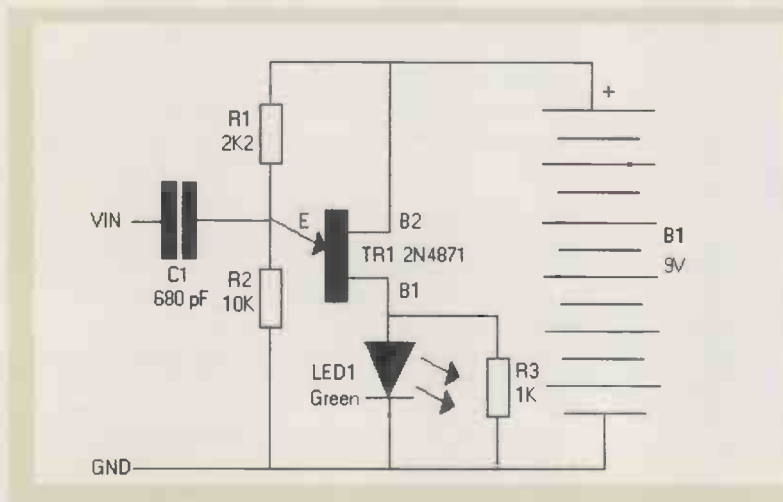 +
R1
2K2
VIN
E
B2
TR1 2N4871
B1
9V
C1
680 pF
R2
10K
B1
LED1
Green
R3
1K
GND